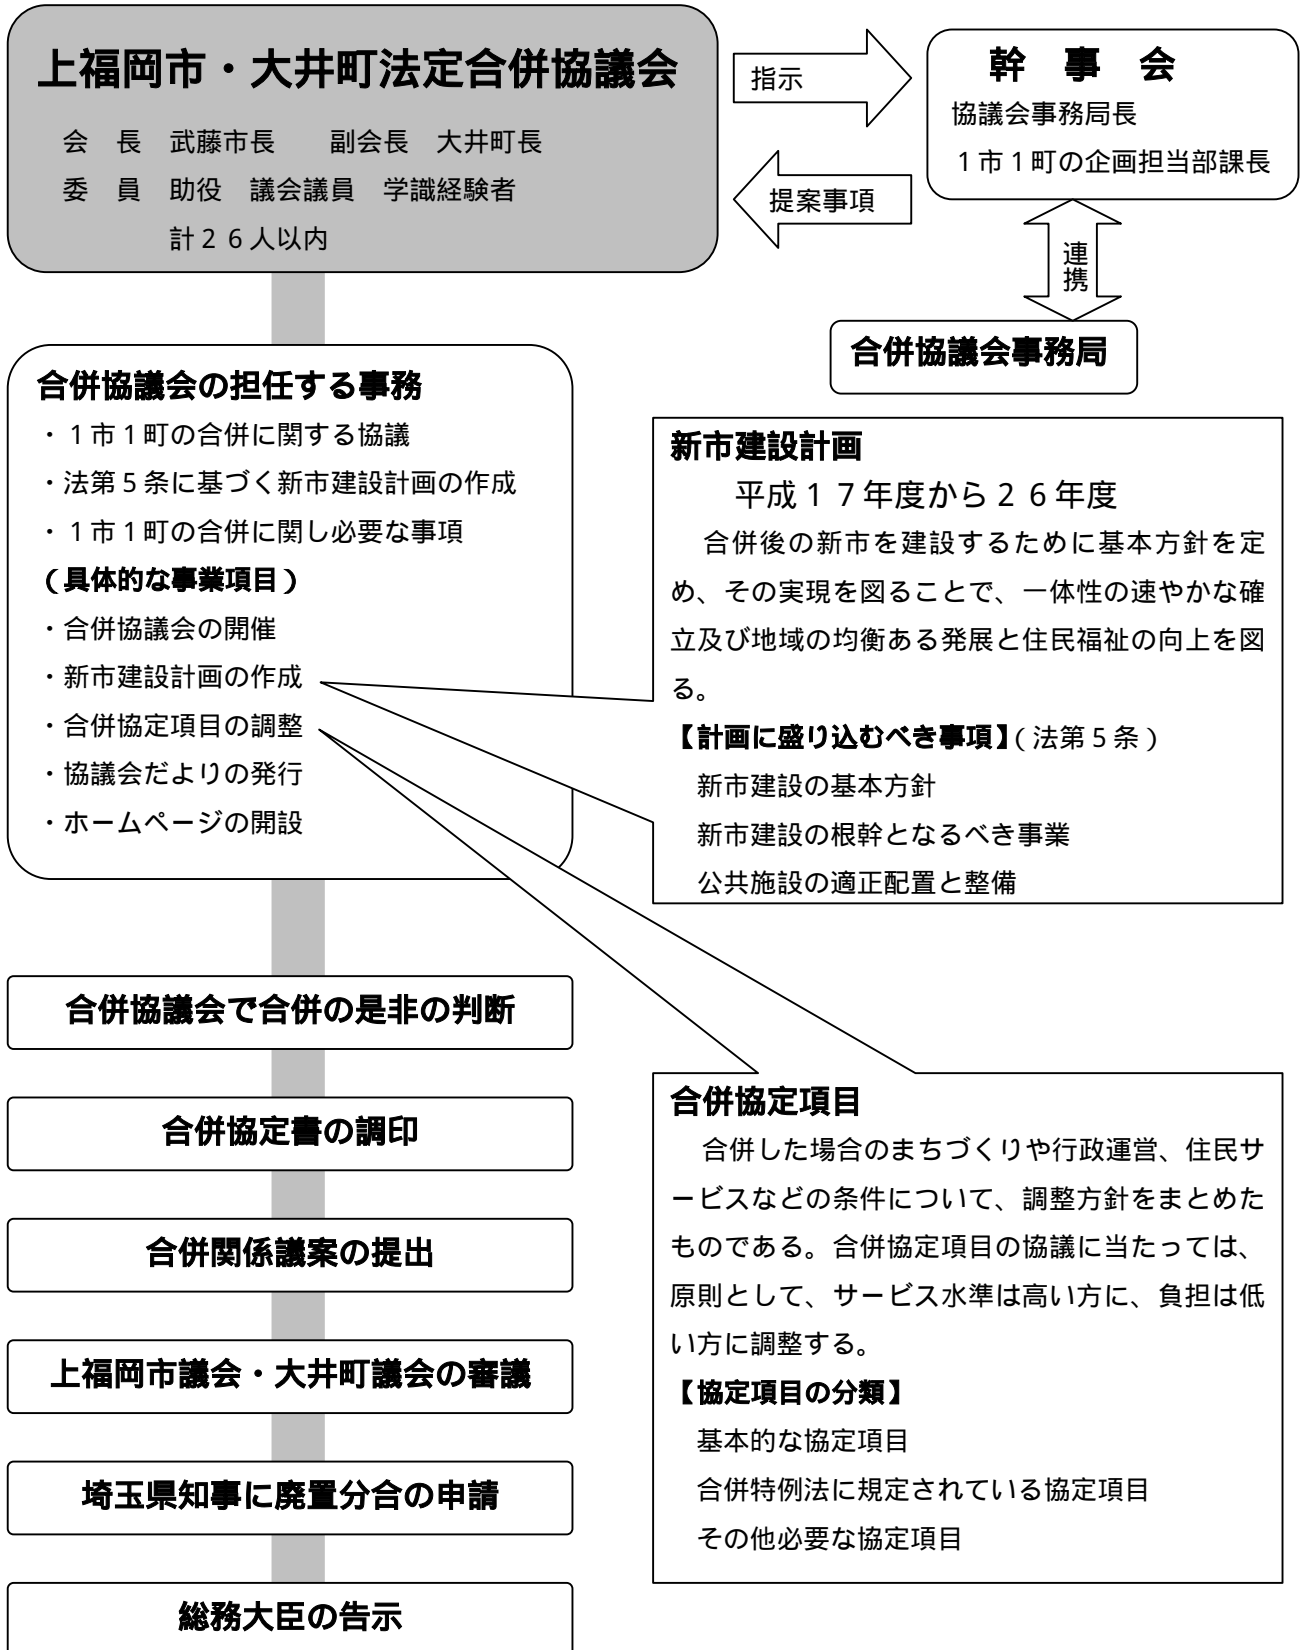 上福岡市・大井町法定合併協議会
会　長　武藤市長　　副会長　大井町長
委　員　助役　議会議員　学識経験者
計２６人以内
指示
提案事項
幹　事　会
協議会事務局長
１市１町の企画担当部課長
連携
合併協議会事務局
合併協議会の担任する事務
・１市１町の合併に関する協議
・法第５条に基づく新市建設計画の作成
・１市１町の合併に関し必要な事項
（具体的な事業項目）
・合併協議会の開催
・新市建設計画の作成
・合併協定項目の調整
・協議会だよりの発行
・ホームページの開設
新市建設計画
平成１７年度から２６年度
合併後の新市を建設するために基本方針を定
め、その実現を図ることで、一体性の速やかな確
立及び地域の均衡ある発展と住民福祉の向上を図
る。
【計画に盛り込むべき事項】（法第５条）
新市建設の基本方針
新市建設の根幹となるべき事業
公共施設の適正配置と整備
合併協議会で合併の是非の判断
合併協定書の調印
合併関係議案の提出
上福岡市議会・大井町議会の審議
埼玉県知事に廃置分合の申請
総務大臣の告示
合併協定項目
合併した場合のまちづくりや行政運営、住民サ
ービスなどの条件について、調整方針をまとめた
ものである。合併協定項目の協議に当たっては、
原則として、サービス水準は高い方に、負担は低
い方に調整する。
【協定項目の分類】
基本的な協定項目
合併特例法に規定されている協定項目
その他必要な協定項目